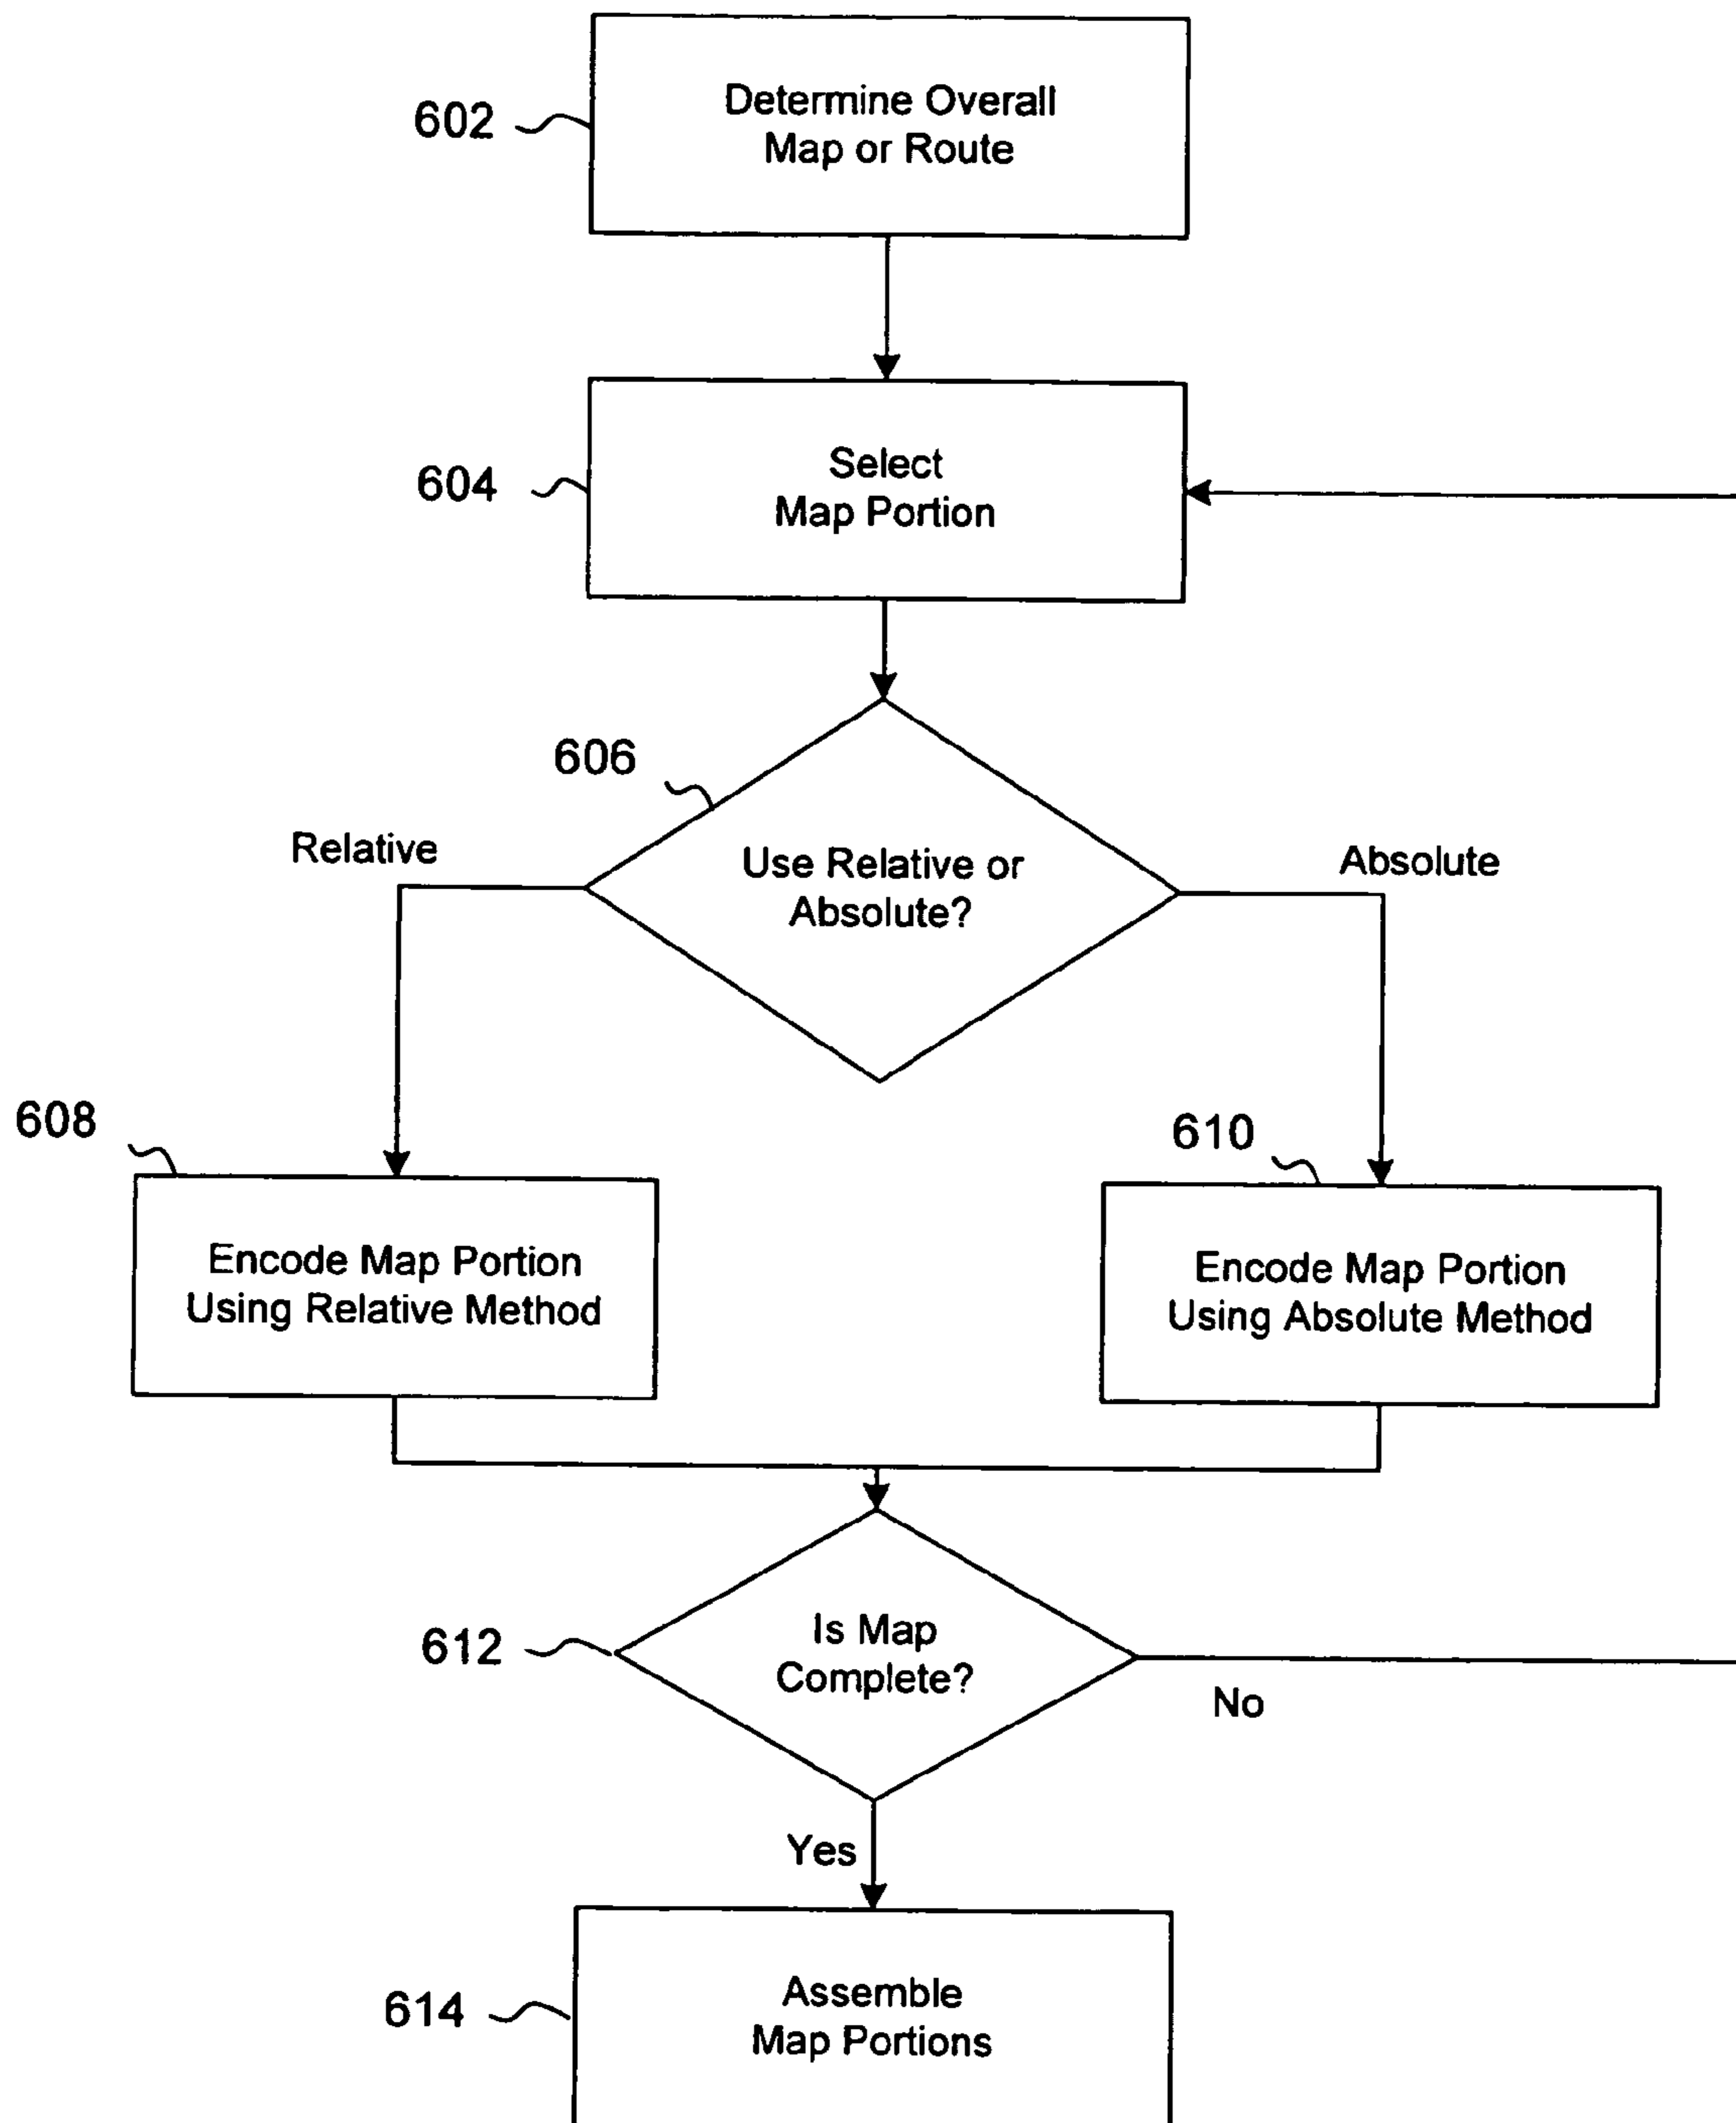 602
Determine Overall
Map or Route
604
Select
Map Portion
606
Relative
Use Relative or
Absolute?
Absolute
608
610
Encode Map Portion
Using Relative Method
Encode Map Portion
Using Absolute Method
612
Is Map
Complete?
No
Yes
614
Assemble
Map Portions